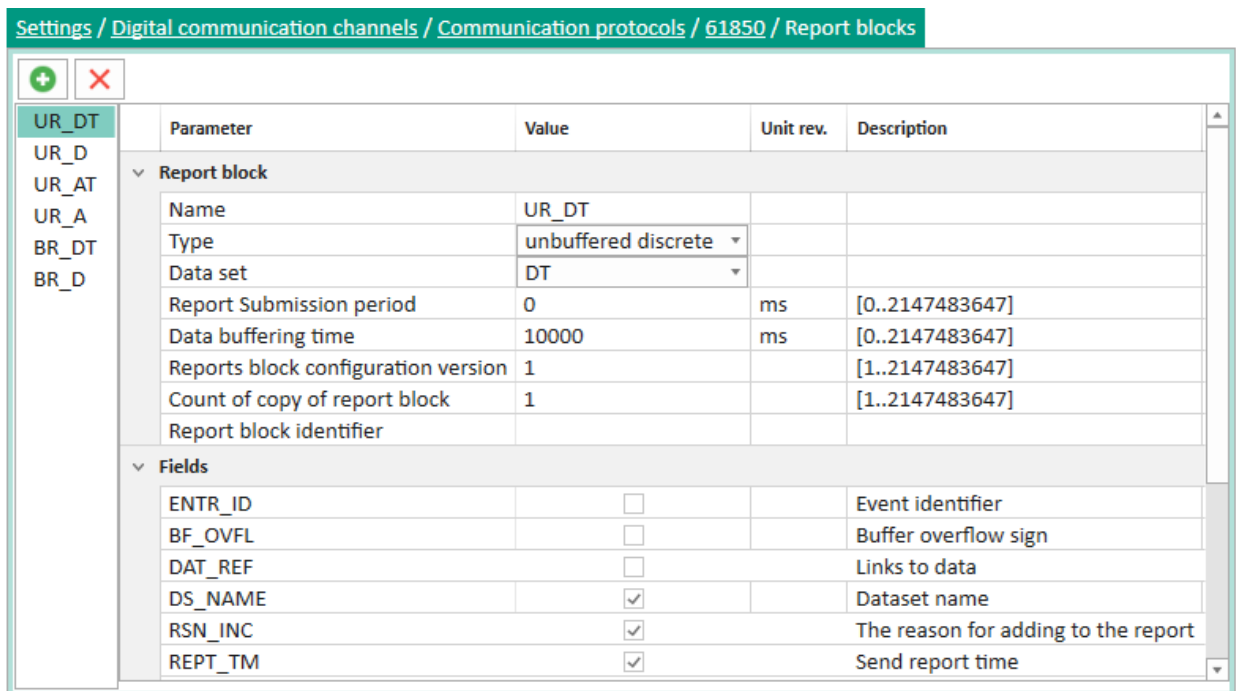 Settings / Digital communication channels / Communication protocols / 61850 / Report blocks
UR_DT
UR_D
UR_AT
UR_A
BR_DT
BR_D
Parameter Value Unit rev. Description
Report block
Name UR_DT
Type unbuffered discrete
Data set DT
Report Submission period 0 ms [0..2147483647]
Data buffering time 10000 ms [0..2147483647]
Reports block configuration version 1 [1..2147483647]
Count of copy of report block 1 [1..2147483647]
Report block identifier
Fields
ENTR_ID Event identifier
BF_OVFL Buffer overflow sign
DAT_REF Links to data
DS_NAME Dataset name
RSN_INC The reason for adding to the report
REPT_TM Send report time